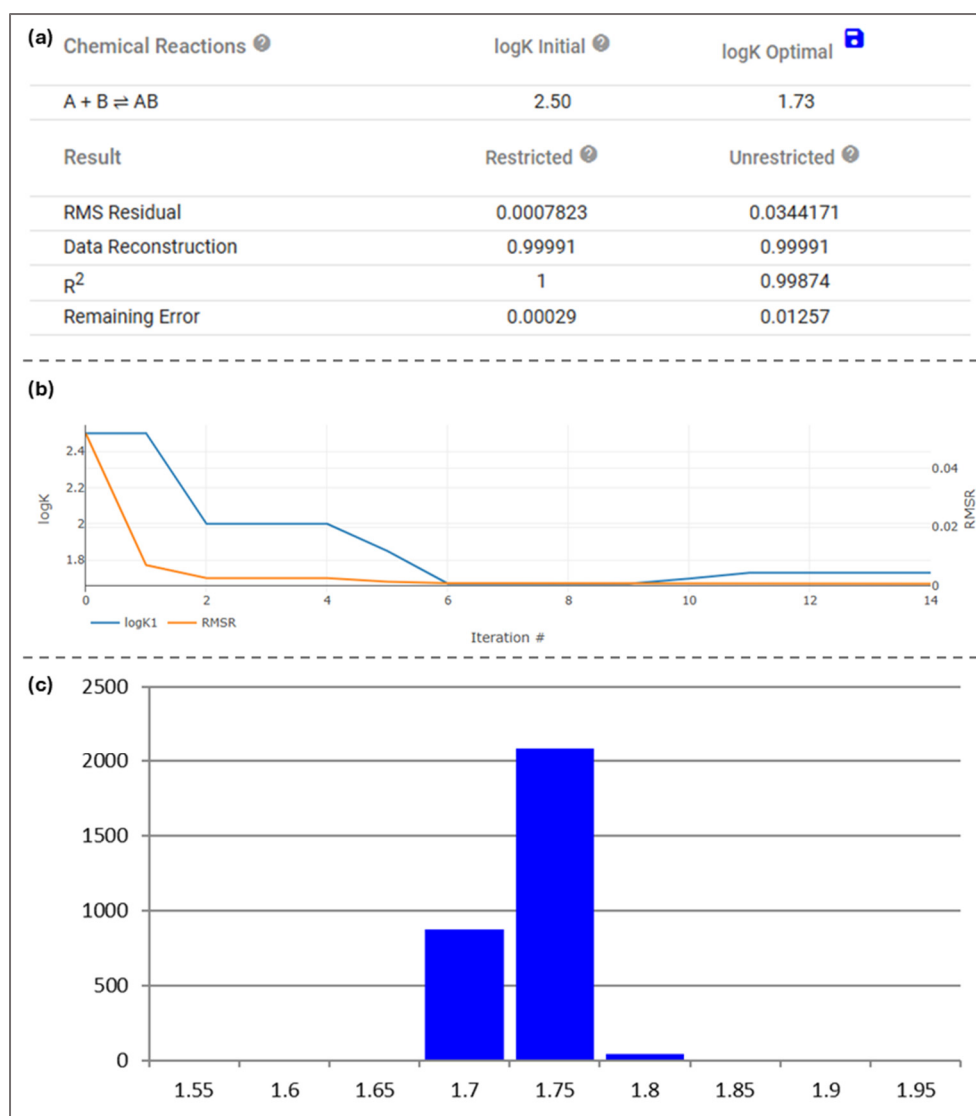 (a) Chemical Reactions ? logK Initial ? logK Optimal
A + B ⇌ AB 2.50 1.73
Result Restricted ? Unrestricted ?
RMS Residual 0.0007823 0.0344171
Data Reconstruction 0.99991 0.99991
R² 1 0.99874
Remaining Error 0.00029 0.01257
(b)
logK
2.4
2.2
2
1.8
0.04
0.02
0
RMSR
0 2 4 6 8 10 12 14
logK1 RMSR
Iteration #
(c)
2500
2000
1500
1000
500
0
1.55 1.6 1.65 1.7 1.75 1.8 1.85 1.9 1.95